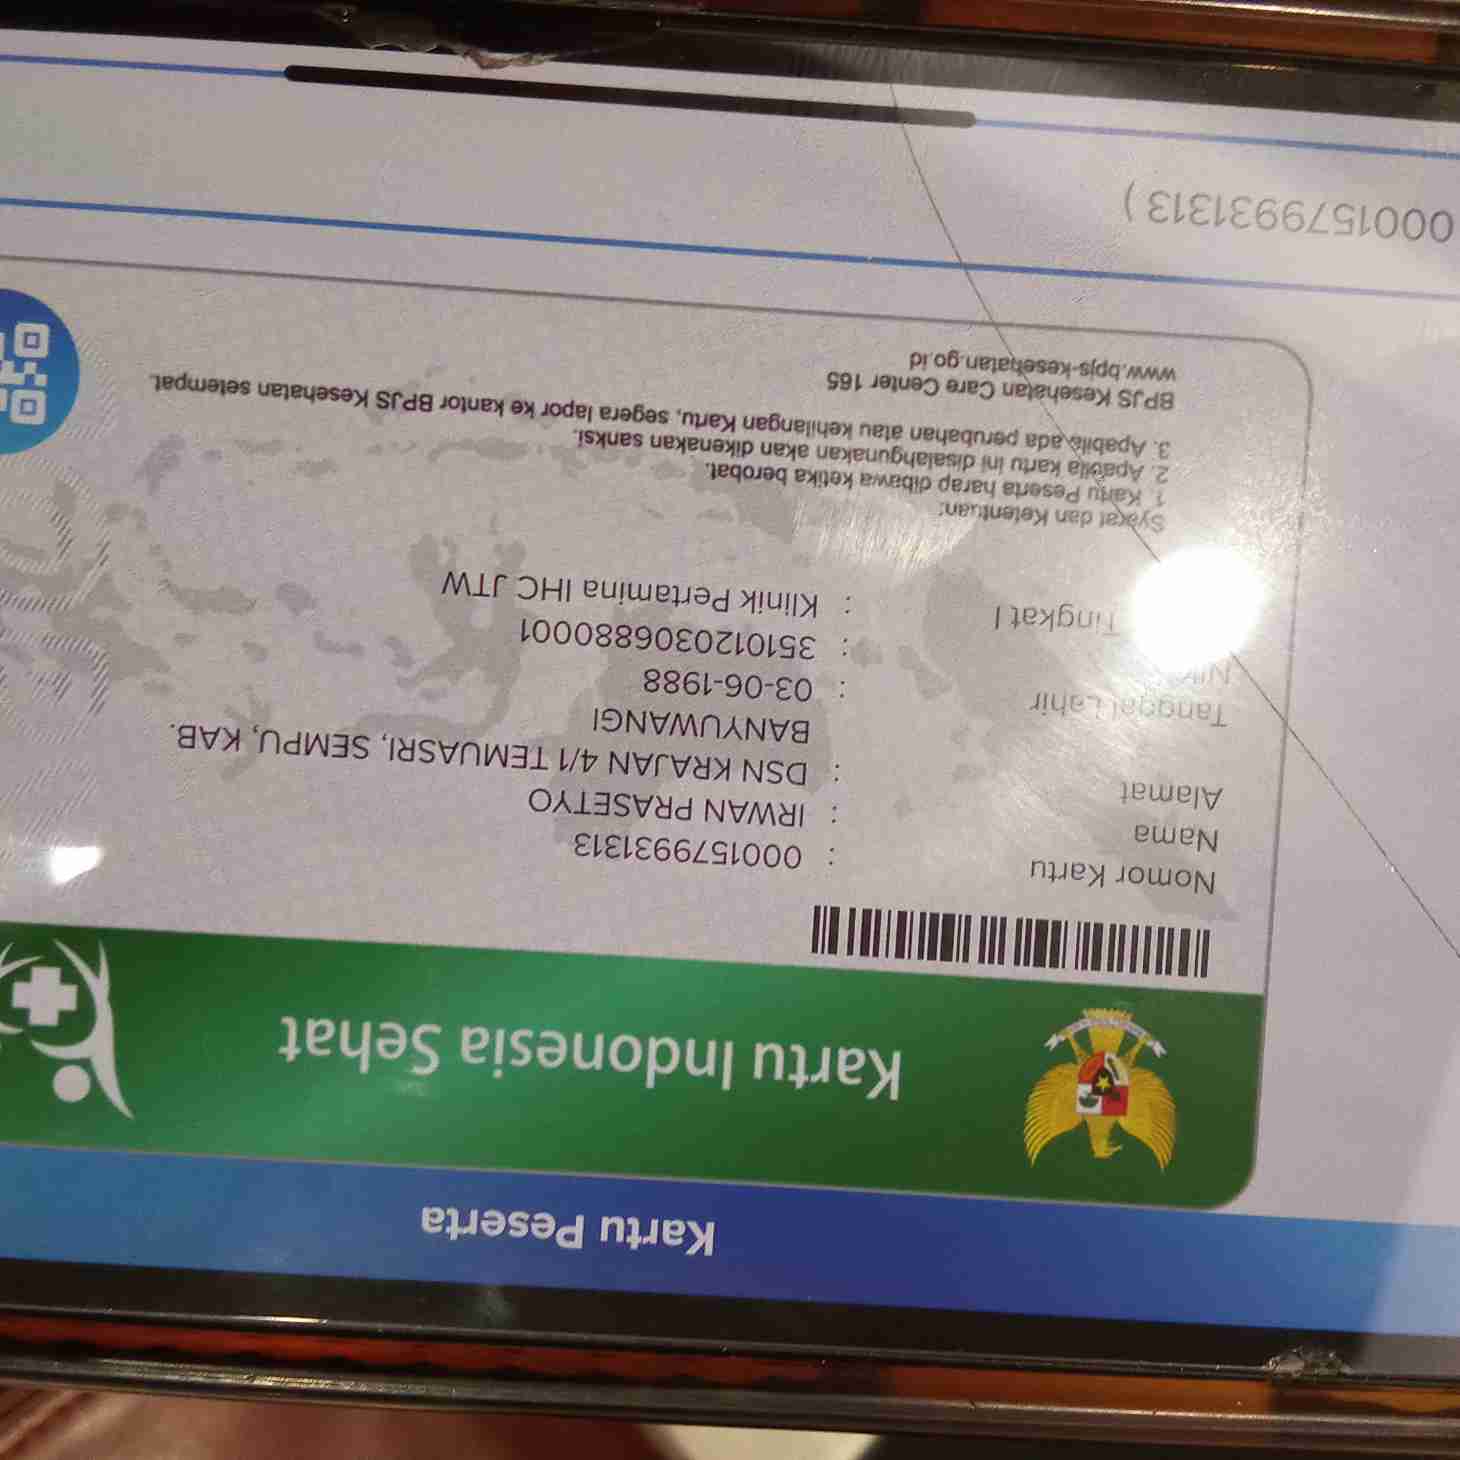 Kartu Peserta
Kartu Indonesia Sehat
Nomor Kartu : 0001579931313
Nama : IRWAN PRASETYO
Alamat : DSN KRAJAN 4/1 TEMUASRI, SEMPU, KAB.
BANYUWANGI
Tanggal Lahir : 03-06-1988
NIK : 3510120306880001
Tingkat I : Klinik Pertamina IHC JTW
Syarat dan Ketentuan:
1. Kartu Peserta harap dibawa ketika berobat.
2. Apabila kartu ini disalahgunakan akan dikenakan sanksi.
3. Apabila ada perubahan atau kehilangan Kartu, segera lapor ke kantor BPJS Kesehatan setempat.
BPJS Kesehatan Care Center 165
www.bpjs-kesehatan.go.id
0001579931313 )